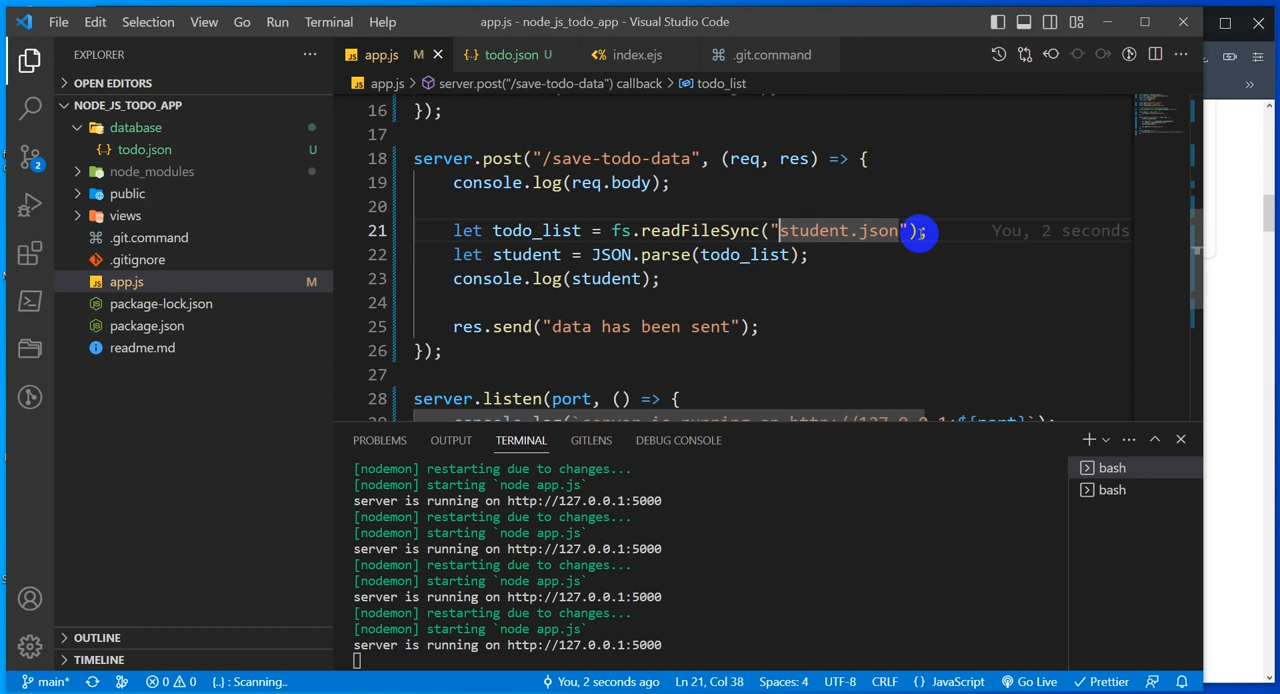 File Edit Selection View Go Run Terminal Help app.js - node_js_todo_app - Visual Studio Code
EXPLORER
OPEN EDITORS
NODE_JS_TODO_APP
database
todo.json U
node_modules
public
views
.git.command
.gitignore
app.js M
package-lock.json
package.json
readme.md
OUTLINE
TIMELINE
2
app.js M todo.json U index.ejs .git.command
app.js > server.post("/save-todo-data") callback > todo_list
16 });
17
18 server.post("/save-todo-data", (req, res) => {
19 console.log(req.body);
20
21 let todo_list = fs.readFileSync("student.json"); You, 2 seconds
22 let student = JSON.parse(todo_list);
23 console.log(student);
24
25 res.send("data has been sent");
26 });
27
28 server.listen(port, () => {
PROBLEMS OUTPUT TERMINAL GITLENS DEBUG CONSOLE
[nodemon] restarting due to changes...
[nodemon] starting `node app.js`
server is running on http://127.0.0.1:5000
[nodemon] restarting due to changes...
[nodemon] starting `node app.js`
server is running on http://127.0.0.1:5000
[nodemon] restarting due to changes...
[nodemon] starting `node app.js`
server is running on http://127.0.0.1:5000
[nodemon] restarting due to changes...
[nodemon] starting `node app.js`
server is running on http://127.0.0.1:5000
bash
bash
main* 0 0 {..} : Scanning.. You, 2 seconds ago Ln 21, Col 38 Spaces: 4 UTF-8 CRLF {} JavaScript Go Live Prettier